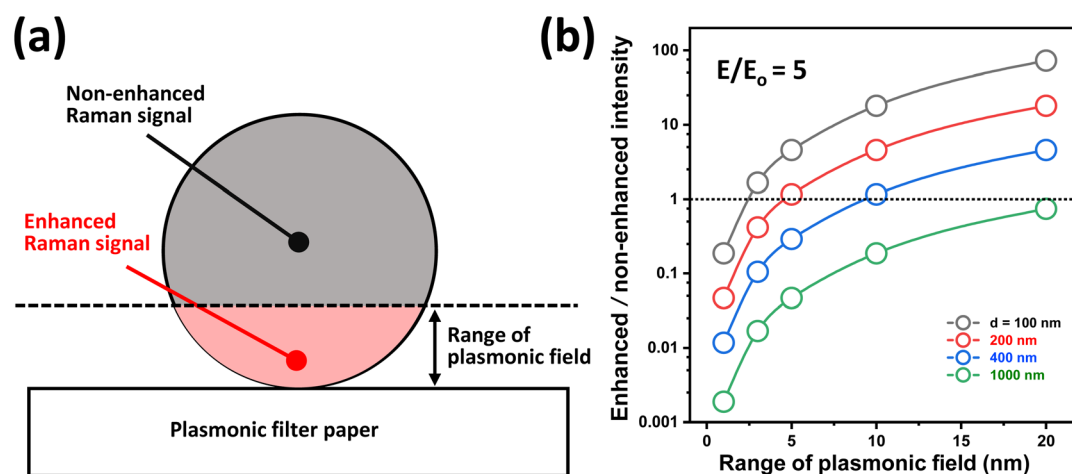 (a)
Non-enhanced
Raman signal
Enhanced
Raman signal
Range of
plasmonic field
Plasmonic filter paper
(b)
Enhanced / non-enhanced intensity
100
10
1
0.1
0.01
0.001
E/Eo = 5
d = 100 nm
200 nm
400 nm
1000 nm
0
5
10
15
20
Range of plasmonic field (nm)